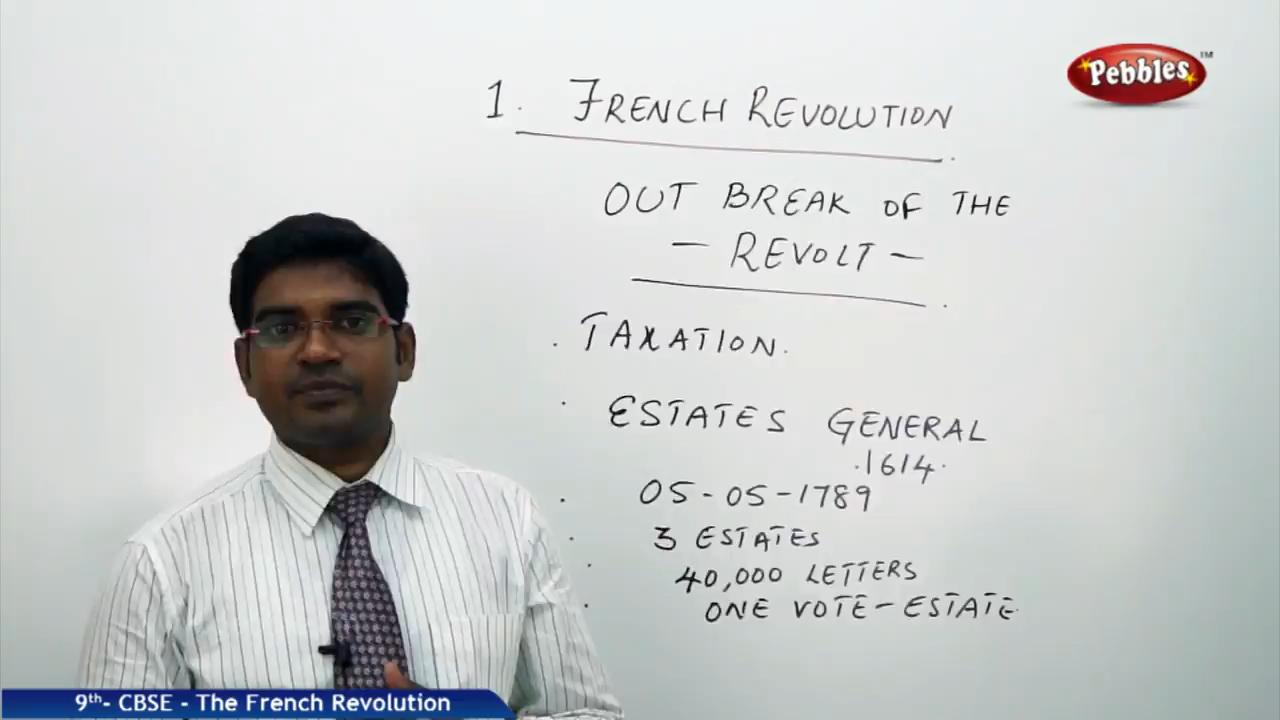 Pebbles™
1. FRENCH REVOLUTION
OUT BREAK OF THE
- REVOLT -
TAXATION.
ESTATES GENERAL
.1614.
05-05-1789
3 ESTATES
40,000 LETTERS
ONE VOTE-ESTATE
9th- CBSE - The French Revolution